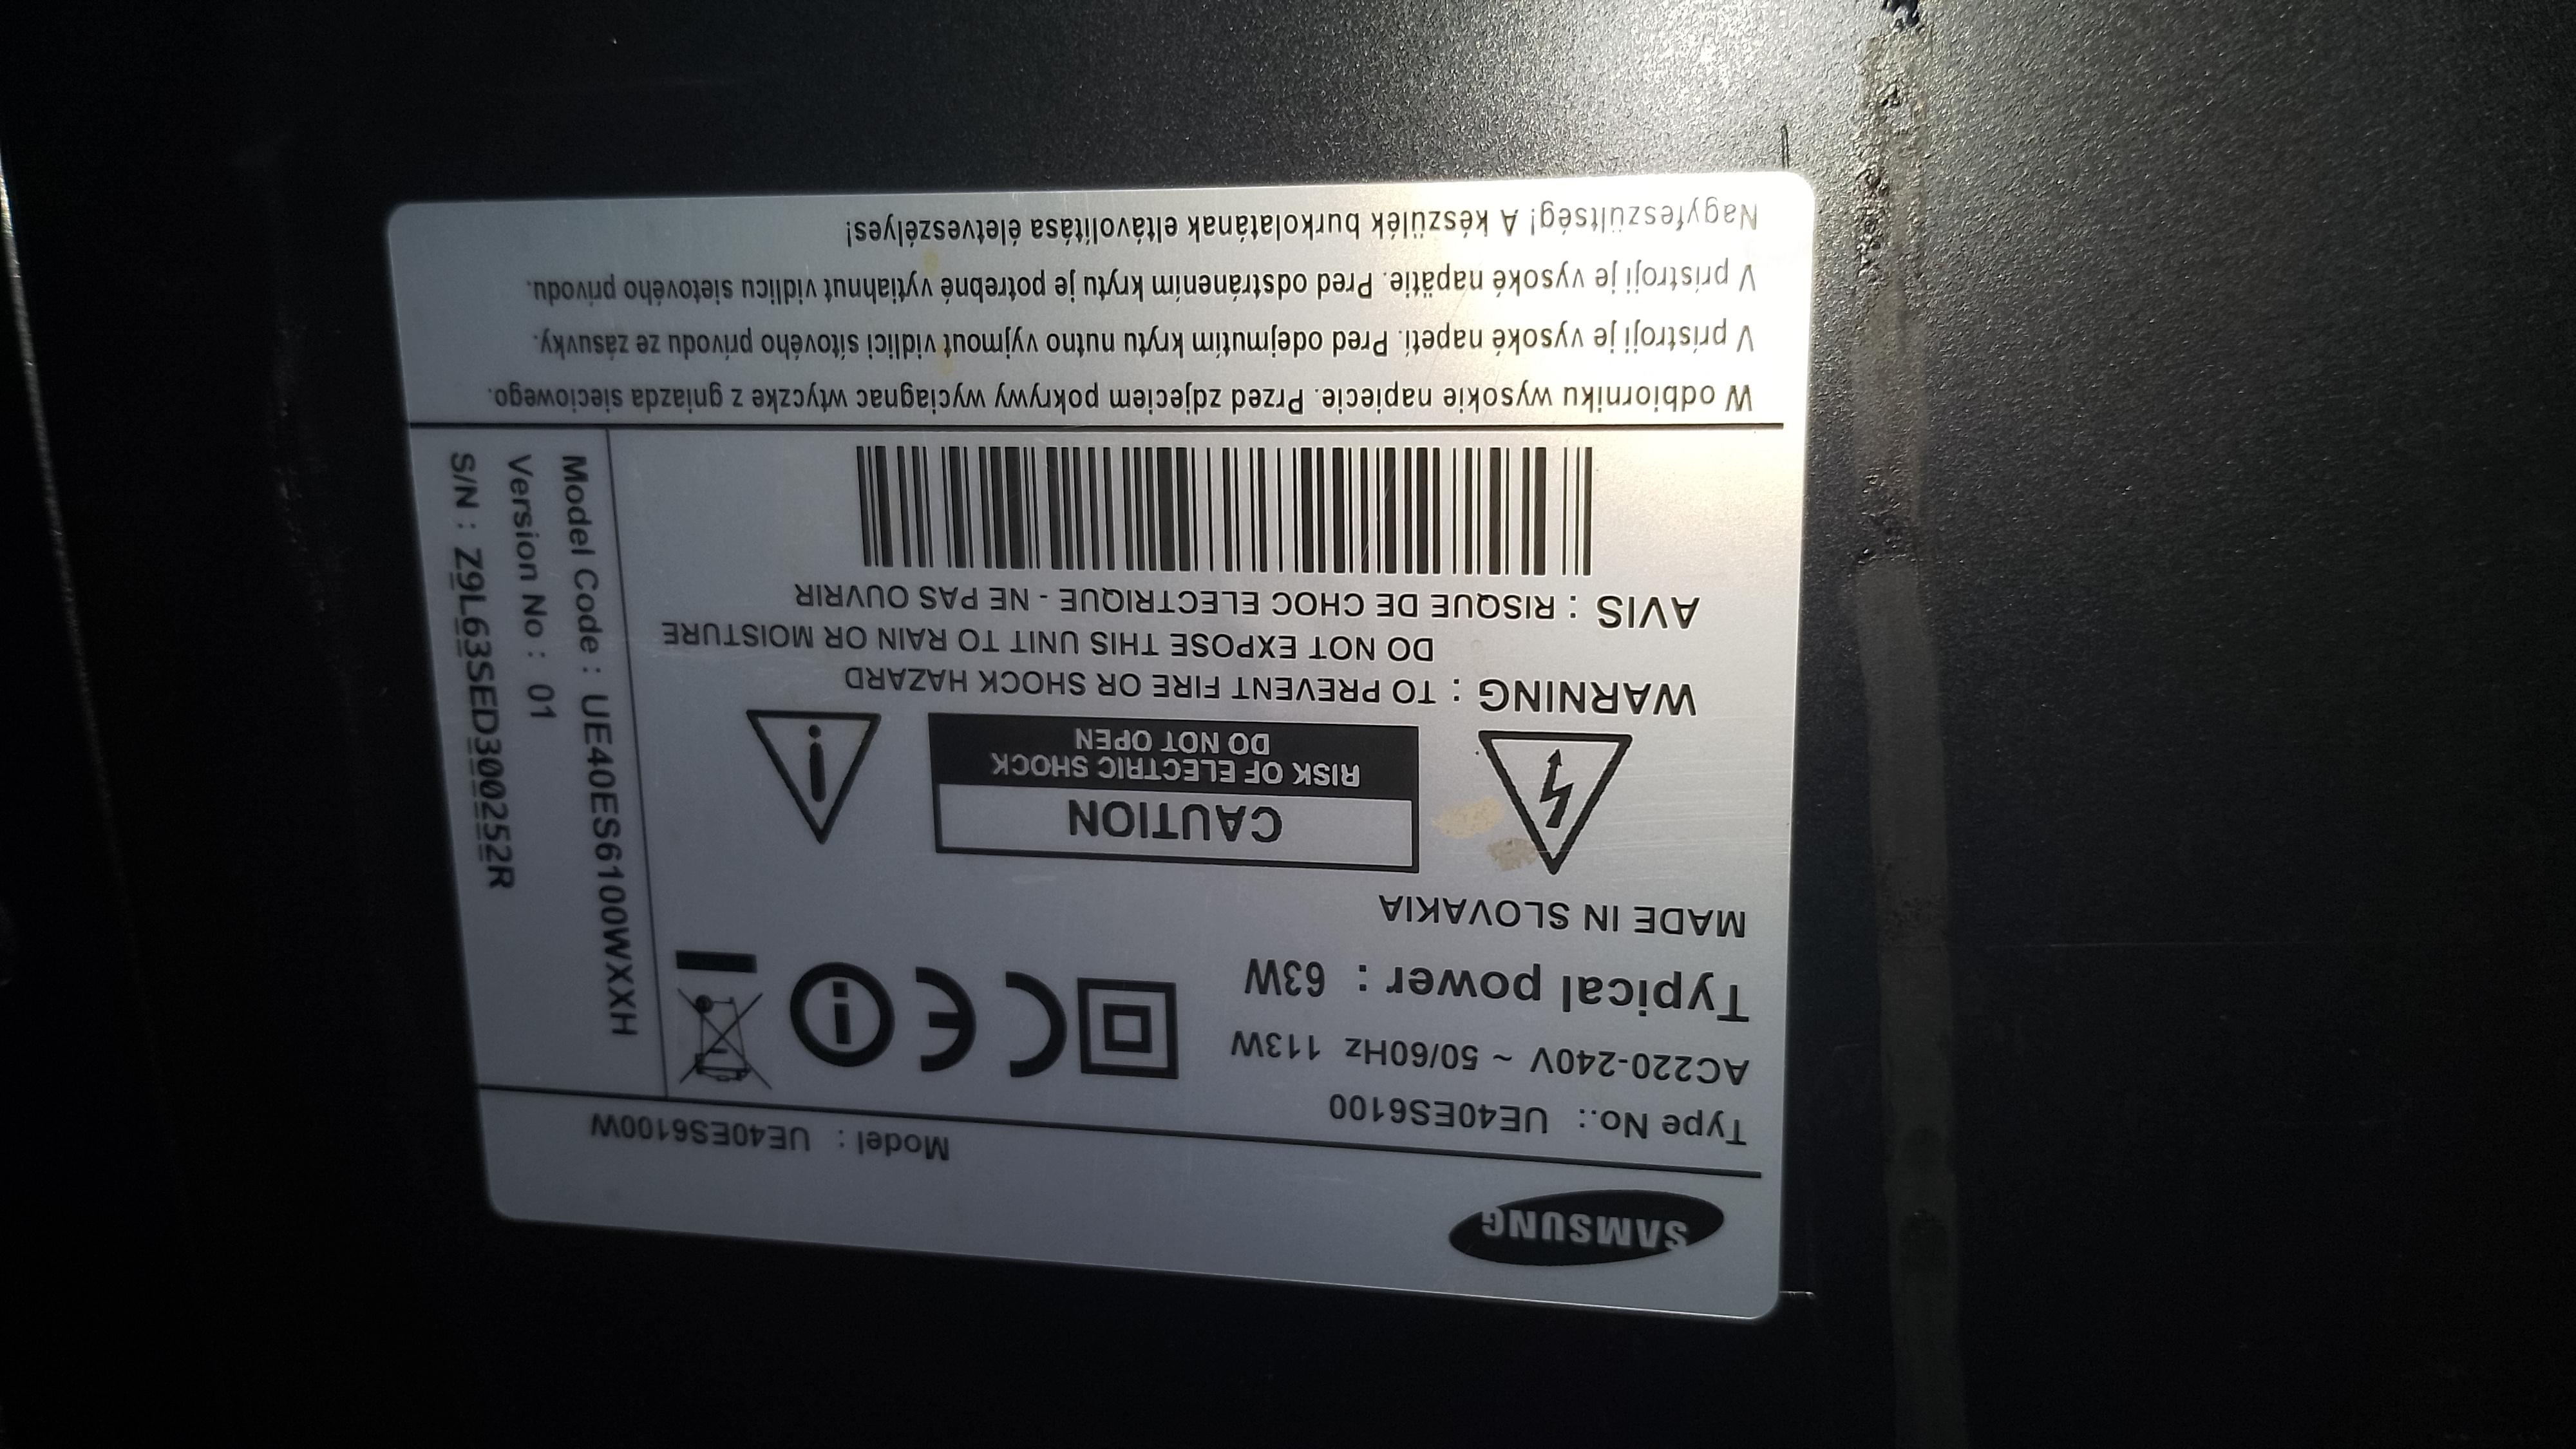 SAMSUNG
Model : UE40ES6100W
Type No.: UE40ES6100
AC220-240V ~ 50/60Hz 113W
Typical power : 63W
MADE IN SLOVAKIA
CAUTION
RISK OF ELECTRIC SHOCK
DO NOT OPEN
WARNING : TO PREVENT FIRE OR SHOCK HAZARD
DO NOT EXPOSE THIS UNIT TO RAIN OR MOISTURE
AVIS : RISQUE DE CHOC ELECTRIQUE - NE PAS OUVRIR
Model Code : UE40ES6100WXXH
Version No : 01
S/N : Z9L63SED300252R
W odbiorniku wysokie napiecie. Przed zdjeciem pokrywy wyciagnac wtyczke z gniazda sieciowego.
V prístroji je vysoké napetí. Pred odejmutím krytu nutno vyjmout vidlici sítového prívodu ze zásuvky.
V prístroji je vysoké napätie. Pred odstránením krytu je potrebné vytiahnut vidlicu sietového prívodu.
Nagyfeszültség! A készülék burkolatának eltávolítása életveszélyes!